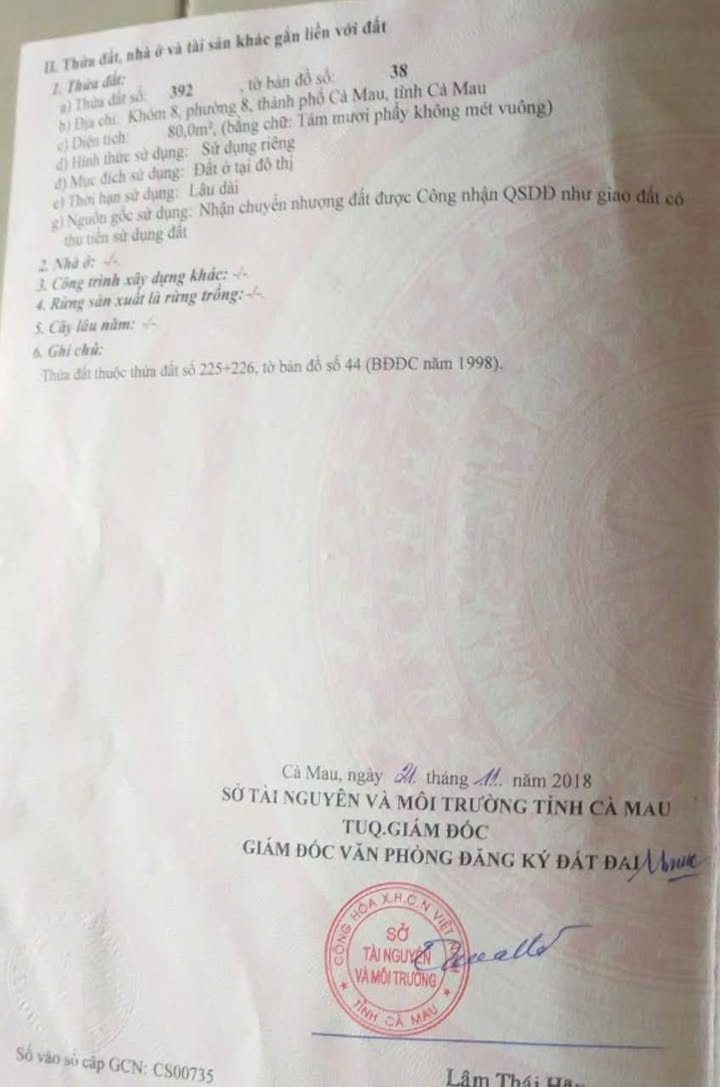 II. Thửa đất, nhà ở và tài sản khác gắn liền với đất
1. Thửa đất:
a) Thửa đất số: 392 , tờ bản đồ số: 38
b) Địa chỉ: Khóm 8, phường 8, thành phố Cà Mau, tỉnh Cà Mau
c) Diện tích: 80,0m², (bằng chữ: Tám mươi phẩy không mét vuông)
d) Hình thức sử dụng: Sử dụng riêng
đ) Mục đích sử dụng: Đất ở tại đô thị
e) Thời hạn sử dụng: Lâu dài
g) Nguồn gốc sử dụng: Nhận chuyển nhượng đất được Công nhận QSDĐ như giao đất có
thu tiền sử dụng đất
2. Nhà ở: -/-
3. Công trình xây dựng khác: -/-
4. Rừng sản xuất là rừng trồng: -/-
5. Cây lâu năm: -/-
6. Ghi chú:
Thửa đất thuộc thửa đất số 225+226, tờ bản đồ số 44 (BĐĐC năm 1998).
Cà Mau, ngày 21. tháng .11.. năm 2018
SỞ TÀI NGUYÊN VÀ MÔI TRƯỜNG TỈNH CÀ MAU
TUQ.GIÁM ĐỐC
GIÁM ĐỐC VĂN PHÒNG ĐĂNG KÝ ĐẤT ĐAI
CỘNG HÒA X.H.C.N VIỆT
SỞ
TÀI NGUYÊN
VÀ MÔI TRƯỜNG
TỈNH CÀ MAU
Số vào sổ cấp GCN: CS00735
Lâm Thái